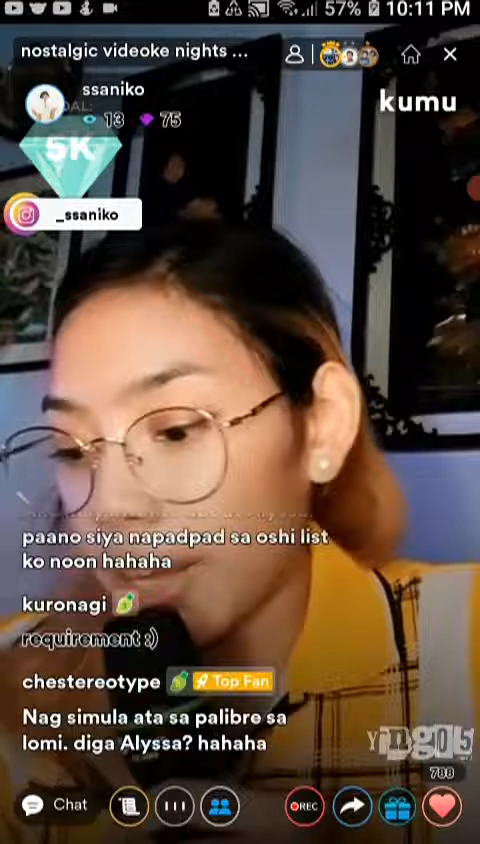 57% 10:11 PM
nostalgic videoke nights ...
ssaniko
OAL:
13 75
kumu
5K
_ssaniko
paano siya napadpad sa oshi list
ko noon hahaha
kuronagi
requirement :)
chestereotype Top Fan
Nag simula ata sa palibre sa
lomi. diga Alyssa? hahaha
Ying05
788
Chat
REC